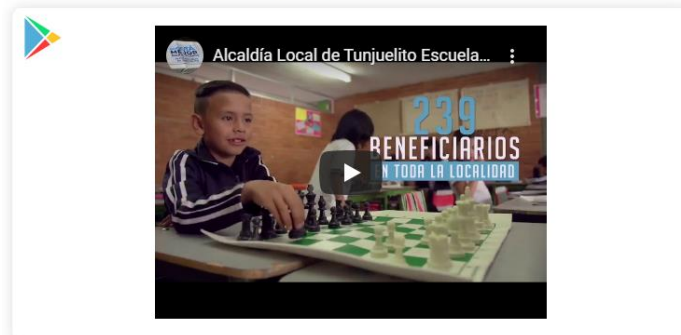 Alcaldía Local de Tunjuelito Escuela...
239
BENEFICIARIOS
EN TODA LA LOCALIDAD